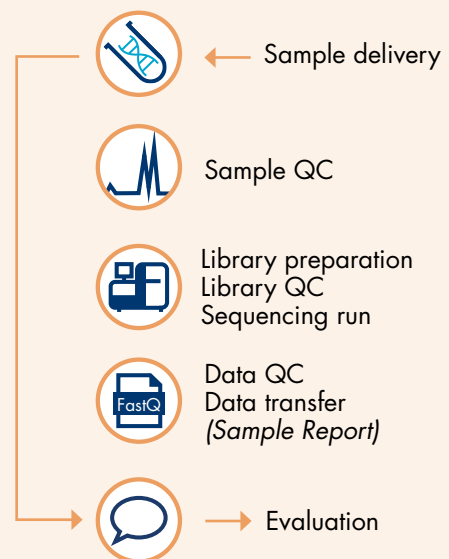 Sample delivery
Sample QC
Library preparation
Library QC
Sequencing run
FastQ
Data QC
Data transfer
(Sample Report)
Evaluation